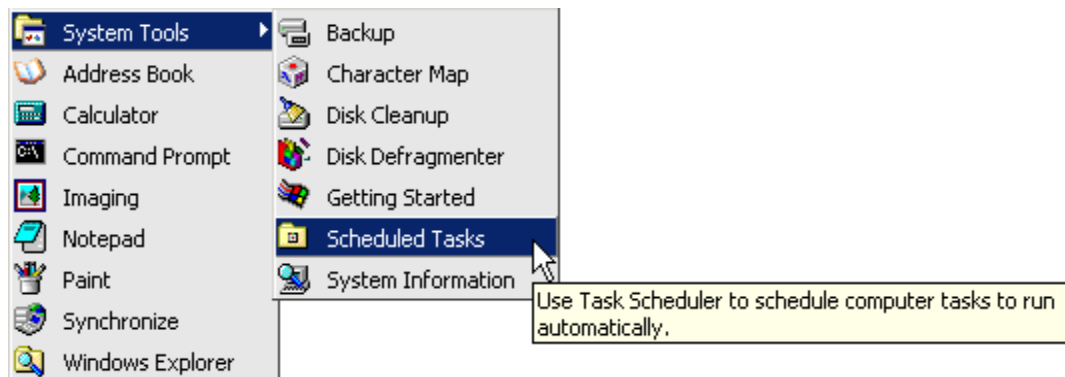 System Tools
Address Book
Calculator
Command Prompt
Imaging
Notepad
Paint
Synchronize
Windows Explorer
Backup
Character Map
Disk Cleanup
Disk Defragmenter
Getting Started
Scheduled Tasks
System Information
Use Task Scheduler to schedule computer tasks to run
automatically.